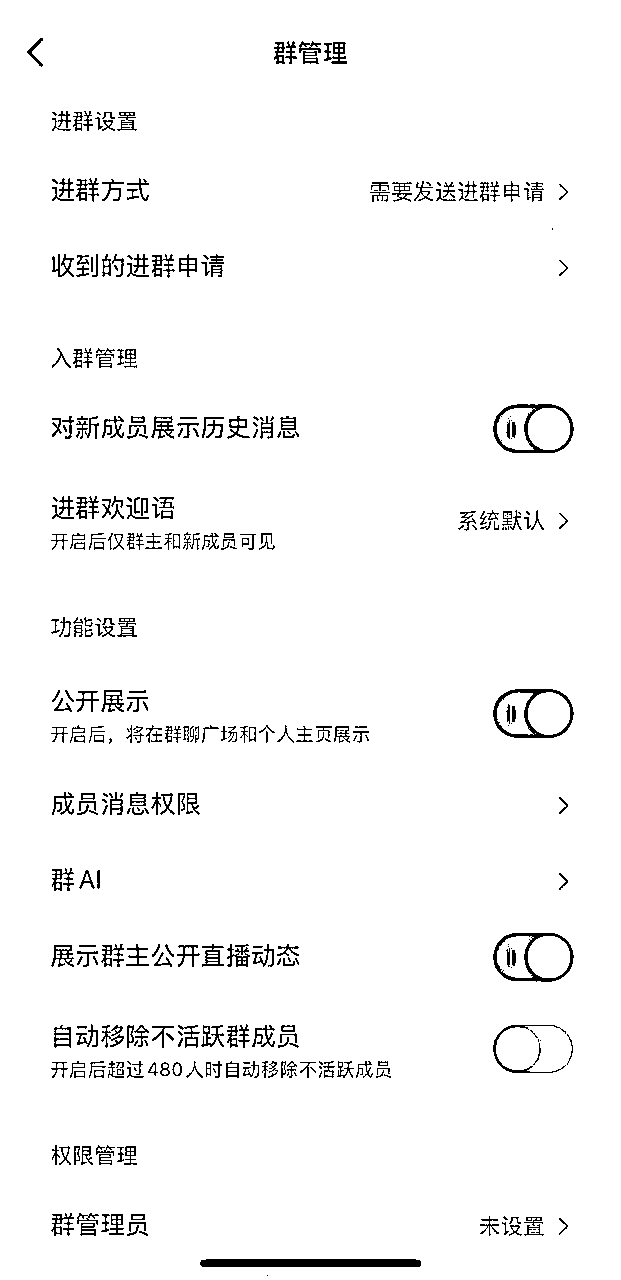 群管理
进群设置
进群方式 需要发送进群申请
收到的进群申请
入群管理
对新成员展示历史消息
进群欢迎语 系统默认
开启后仅群主和新成员可见
功能设置
公开展示
开启后，将在群聊广场和个人主页展示
成员消息权限
群AI
展示群主公开直播动态
自动移除不活跃群成员
开启后超过480人时自动移除不活跃成员
权限管理
群管理员 未设置